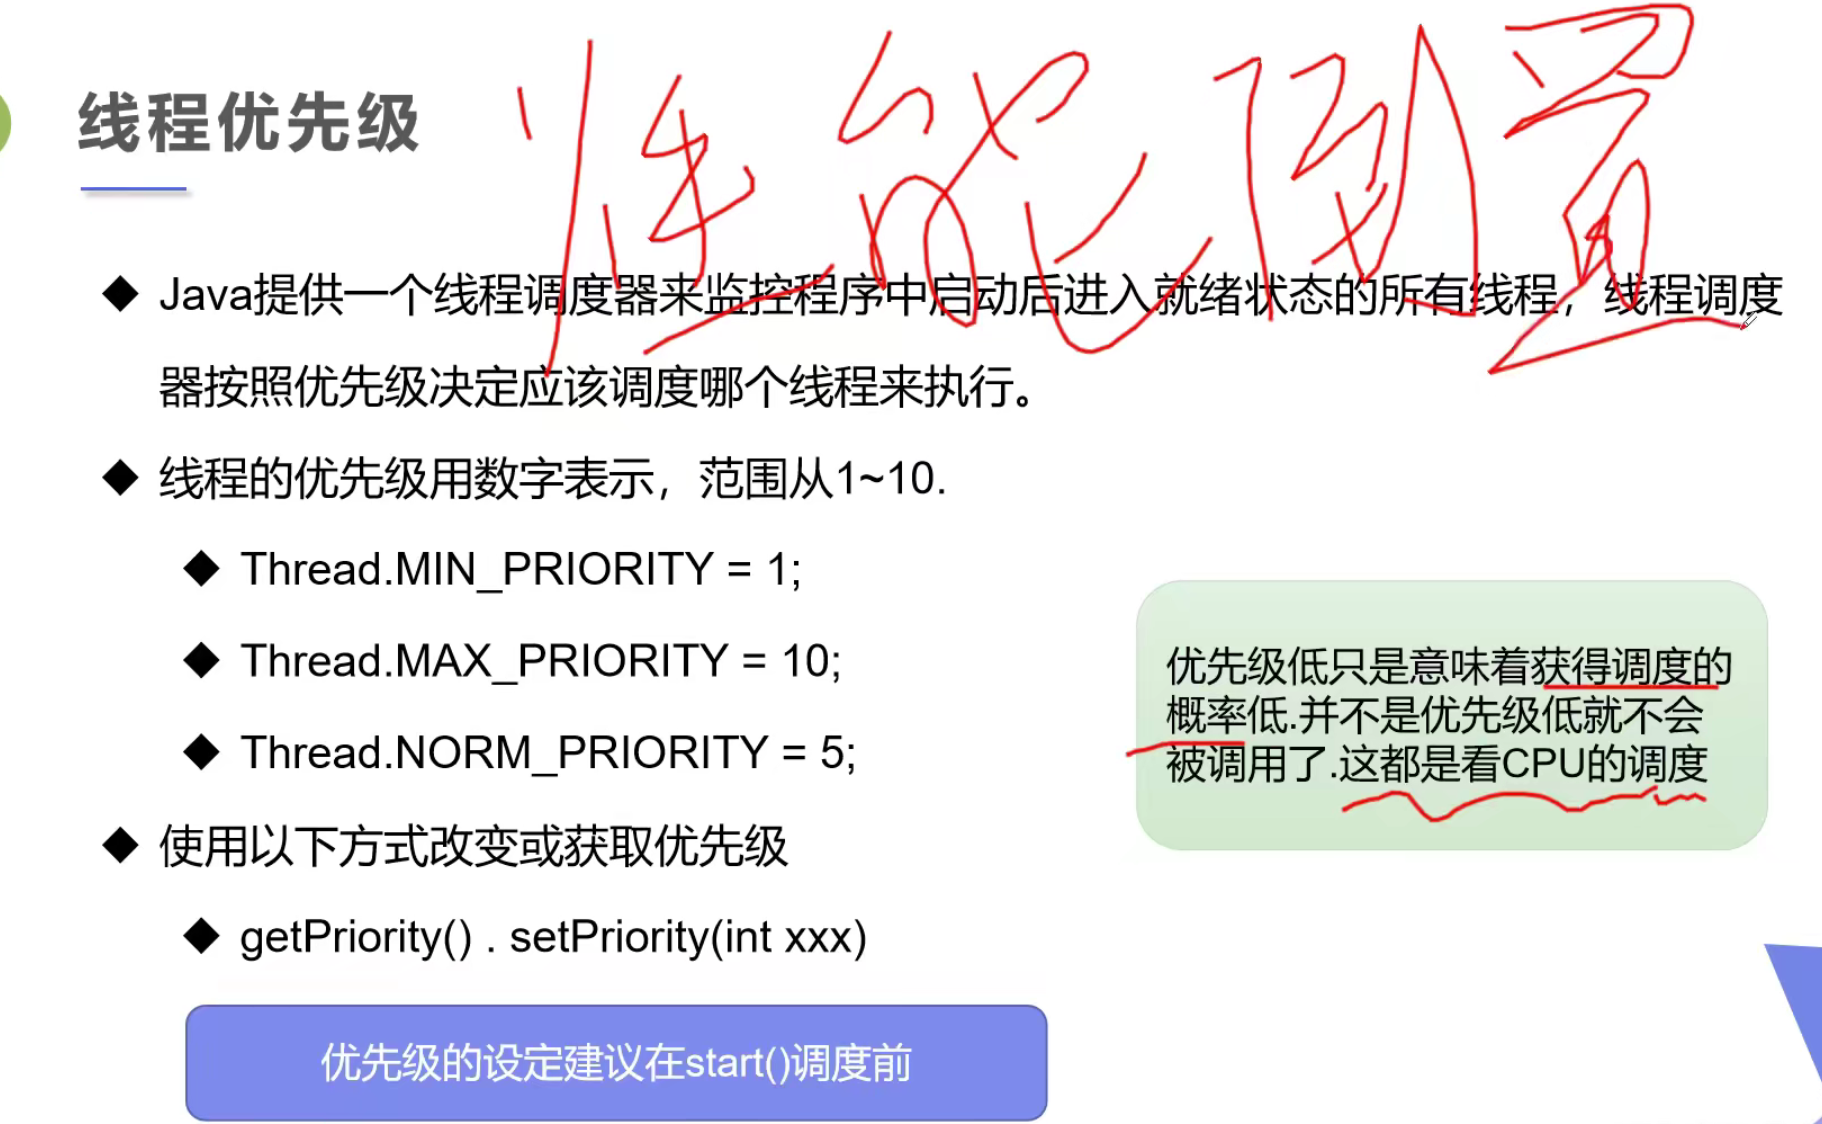 性能倒置
线程优先级
Java提供一个线程调度器来监控程序中启动后进入就绪状态的所有线程，线程调度
器按照优先级决定应该调度哪个线程来执行。
线程的优先级用数字表示，范围从1~10.
Thread.MIN_PRIORITY = 1;
Thread.MAX_PRIORITY = 10;
Thread.NORM_PRIORITY = 5;
优先级低只是意味着获得调度的
概率低.并不是优先级低就不会
被调用了.这都是看CPU的调度
使用以下方式改变或获取优先级
getPriority() . setPriority(int xxx)
优先级的设定建议在start()调度前